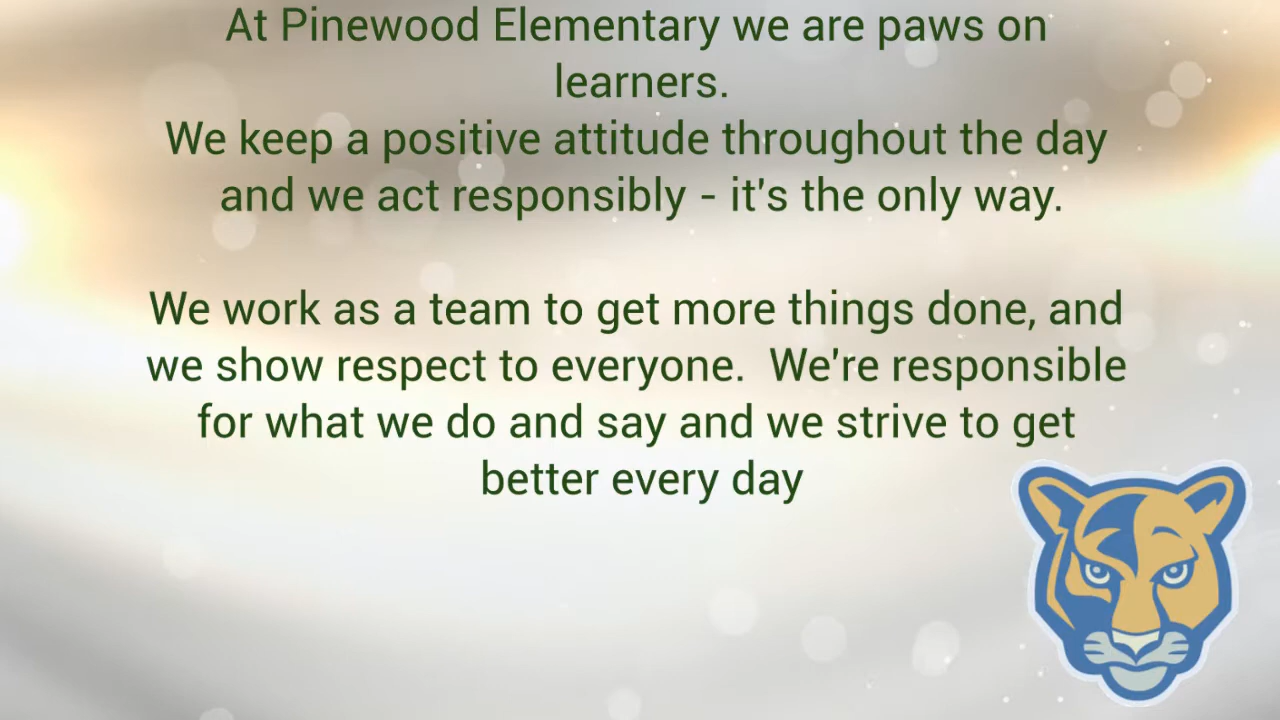 At Pinewood Elementary we are paws on
learners.
We keep a positive attitude throughout the day
and we act responsibly - it's the only way.
We work as a team to get more things done, and
we show respect to everyone.  We're responsible
for what we do and say and we strive to get
better every day